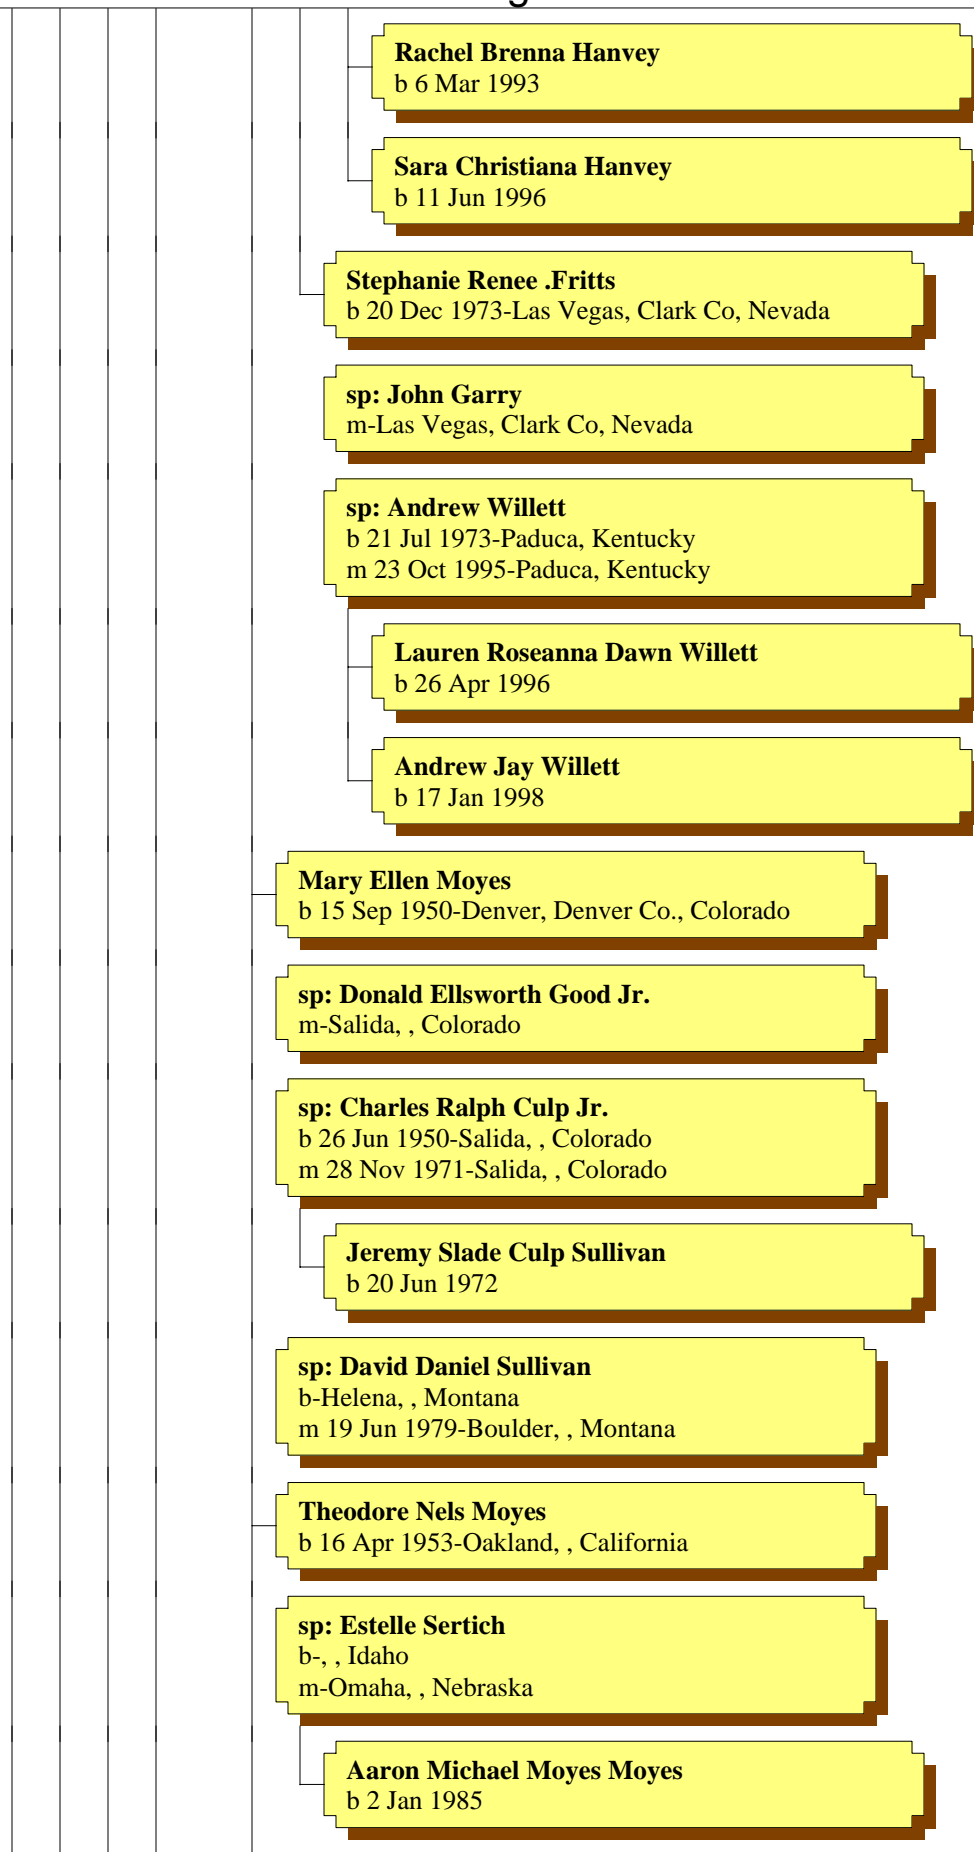 Rachel Brenna Hanvey
b 6 Mar 1993
Sara Christiana Hanvey
b 11 Jun 1996
Stephanie Renee .Fritts
b 20 Dec 1973-Las Vegas, Clark Co, Nevada
sp: John Garry
m-Las Vegas, Clark Co, Nevada
sp: Andrew Willett
b 21 Jul 1973-Paduca, Kentucky
m 23 Oct 1995-Paduca, Kentucky
Lauren Roseanna Dawn Willett
b 26 Apr 1996
Andrew Jay Willett
b 17 Jan 1998
Mary Ellen Moyes
b 15 Sep 1950-Denver, Denver Co., Colorado
sp: Donald Ellsworth Good Jr.
m-Salida, , Colorado
sp: Charles Ralph Culp Jr.
b 26 Jun 1950-Salida, , Colorado
m 28 Nov 1971-Salida, , Colorado
Jeremy Slade Culp Sullivan
b 20 Jun 1972
sp: David Daniel Sullivan
b-Helena, , Montana
m 19 Jun 1979-Boulder, , Montana
Theodore Nels Moyes
b 16 Apr 1953-Oakland, , California
sp: Estelle Sertich
b-, , Idaho
m-Omaha, , Nebraska
Aaron Michael Moyes Moyes
b 2 Jan 1985